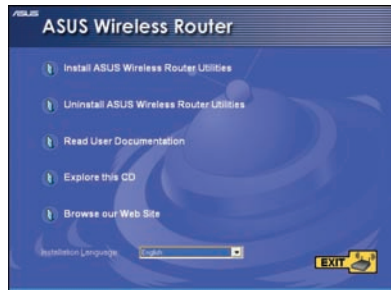 ASUS
ASUS Wireless Router
Install ASUS Wireless Router Utilities
Uninstall ASUS Wireless Router Utilities
Read User Documentation
Explore this CD
Browse our Web Site
Installation Language: English
EXIT